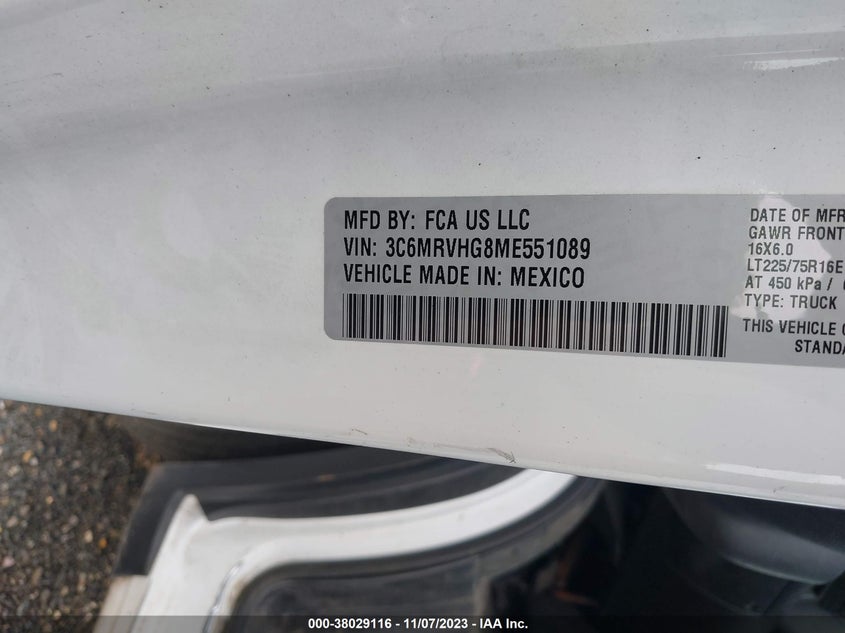 MFD BY: FCA US LLC
VIN: 3C6MRVHG8ME551089
VEHICLE MADE IN: MEXICO
DATE OF MFR
GAWR FRONT
16X6.0
LT225/75R16E
AT 450 kPa /
TYPE: TRUCK
THIS VEHICLE
STANDA
000-38029116 - 11/07/2023 - IAA Inc.